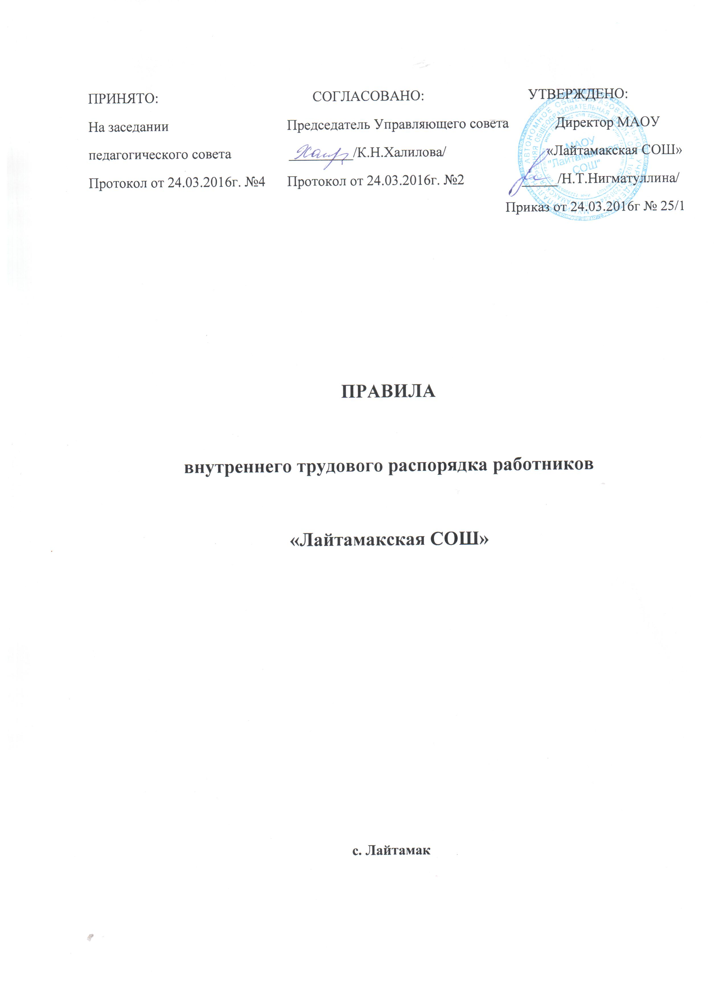 ПРИНЯТО:
На заседании
педагогического совета
Протокол от 24.03.2016г. №4
СОГЛАСОВАНО:
Председатель Управляющего совета
/К.Н.Халилова/
Протокол от 24.03.2016г. №2
УТВЕРЖДЕНО:
Директор МАОУ
«Лайтамакская СОШ»
/Н.Т.Нигматуллина/
Приказ от 24.03.2016г № 25/1
МАОУ
"Лайтамакская
СОШ"
ПРАВИЛА
внутреннего трудового распорядка работников
«Лайтамакская СОШ»
с. Лайтамак